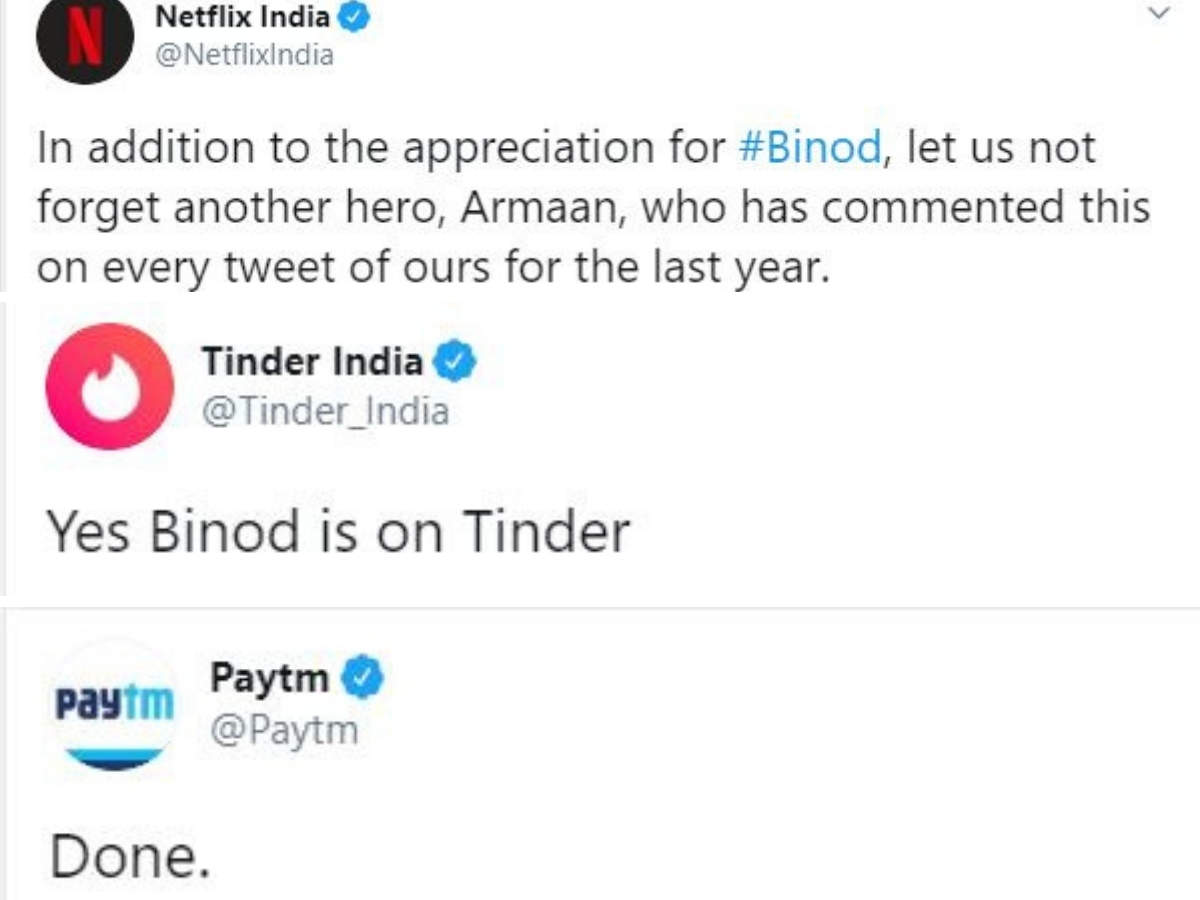 N
Netflix India
@NetflixIndia
In addition to the appreciation for #Binod, let us not
forget another hero, Armaan, who has commented this
on every tweet of ours for the last year.
Tinder India
@Tinder_India
Yes Binod is on Tinder
paytm
Paytm
@Paytm
Done.